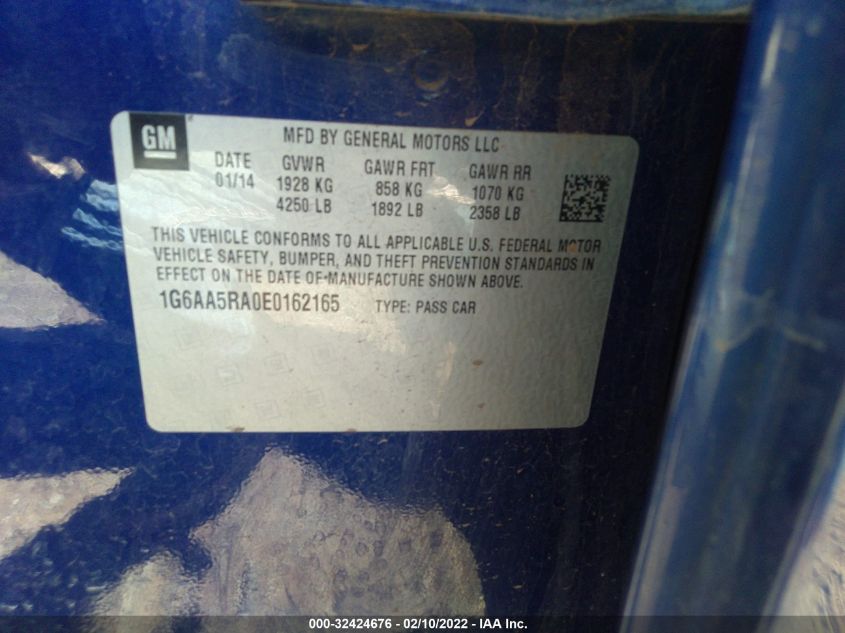 GM
MFD BY GENERAL MOTORS LLC
DATE GVWR GAWR FRT GAWR RR
01/14 1928 KG 858 KG 1070 KG
4250 LB 1892 LB 2358 LB
THIS VEHICLE CONFORMS TO ALL APPLICABLE U.S. FEDERAL MOTOR
VEHICLE SAFETY, BUMPER, AND THEFT PREVENTION STANDARDS IN
EFFECT ON THE DATE OF MANUFACTURE SHOWN ABOVE.
1G6AA5RA0E0162165 TYPE: PASS CAR
000-32424676 - 02/10/2022 - IAA Inc.